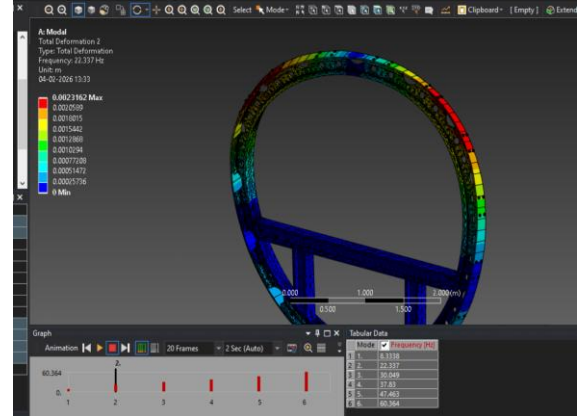 Select Mode Clipboard [Empty] Extend
A: Modal
Total Deformation 2
Type: Total Deformation
Frequency: 22.337 Hz
Unit: m
04-02-2026 13:33
0.0023162 Max
0.0020589
0.0018015
0.0015442
0.0012868
0.0010294
0.00077208
0.00051472
0.00025736
0 Min
0.000 1.000 2.000 (m)
0.500 1.500
Graph
Animation 20 Frames 2 Sec (Auto)
2.
60.364
0.
1 2 3 4 5 6
Tabular Data
Mode Frequency [Hz]
1 1. 8.3338
2 2. 22.337
3 3. 30.049
4 4. 37.83
5 5. 47.463
6 6. 60.364